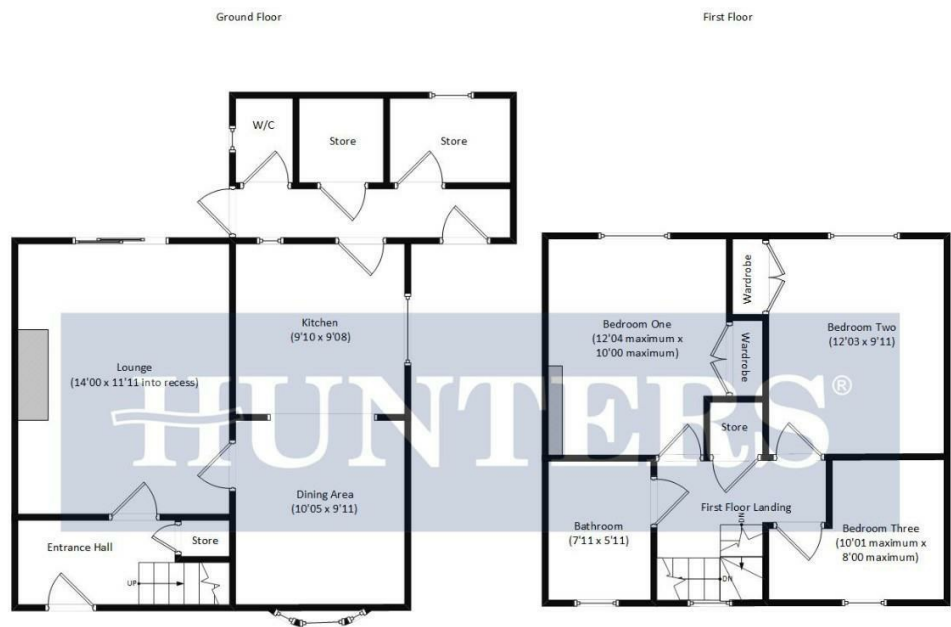 Ground Floor
First Floor
W/C
Store
Store
Kitchen
(9'10 x 9'08)
Lounge
(14'00 x 11'11 into recess)
Dining Area
(10'05 x 9'11)
Entrance Hall
Store
UP
Bedroom One
(12'04 maximum x
10'00 maximum)
Wardrobe
Wardrobe
Bedroom Two
(12'03 x 9'11)
Store
First Floor Landing
Bathroom
(7'11 x 5'11)
DN
DN
Bedroom Three
(10'01 maximum x
8'00 maximum)
HUNTERS®